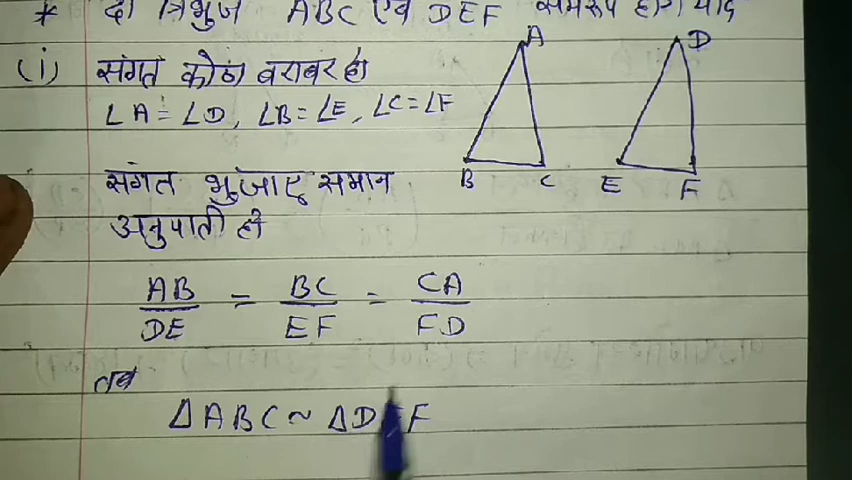 * दो त्रिभुज ABC एवं DEF समरूप होंगे यदि
(i) संगत कोण बराबर हो
∠A = ∠D, ∠B = ∠E, ∠C = ∠F
संगत भुजाए समान
अनुपाती हो
AB/DE = BC/EF = CA/FD
तब
ΔABC ~ ΔDEF
A
B C
D
E F